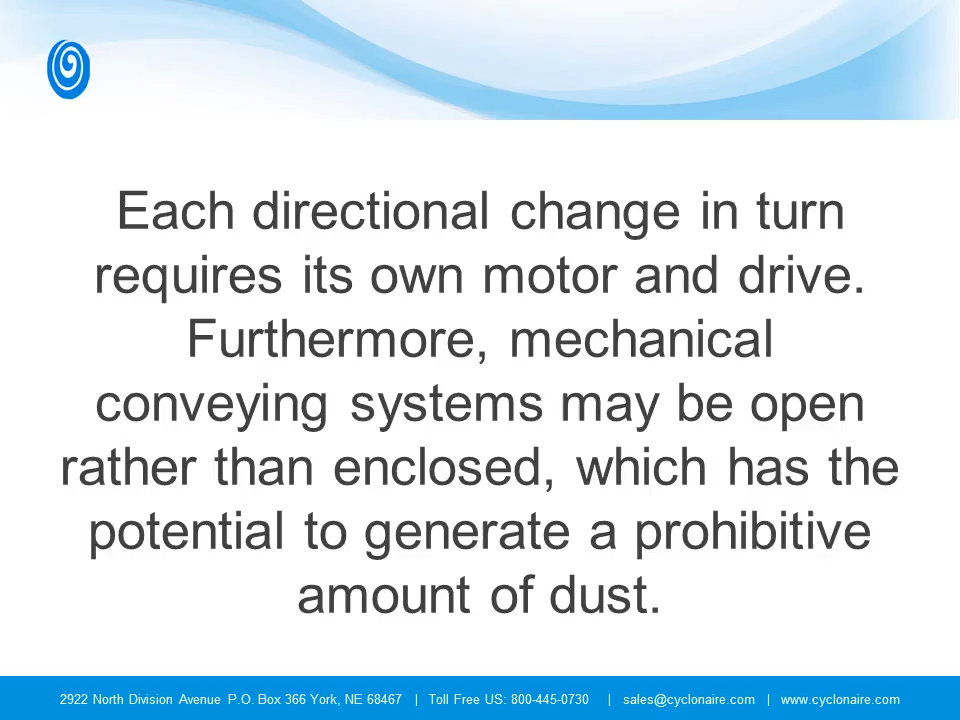 Each directional change in turn
requires its own motor and drive.
Furthermore, mechanical
conveying systems may be open
rather than enclosed, which has the
potential to generate a prohibitive
amount of dust.
2922 North Division Avenue P.O. Box 366 York, NE 68467 | Toll Free US: 800-445-0730 | sales@cyclonaire.com | www.cyclonaire.com